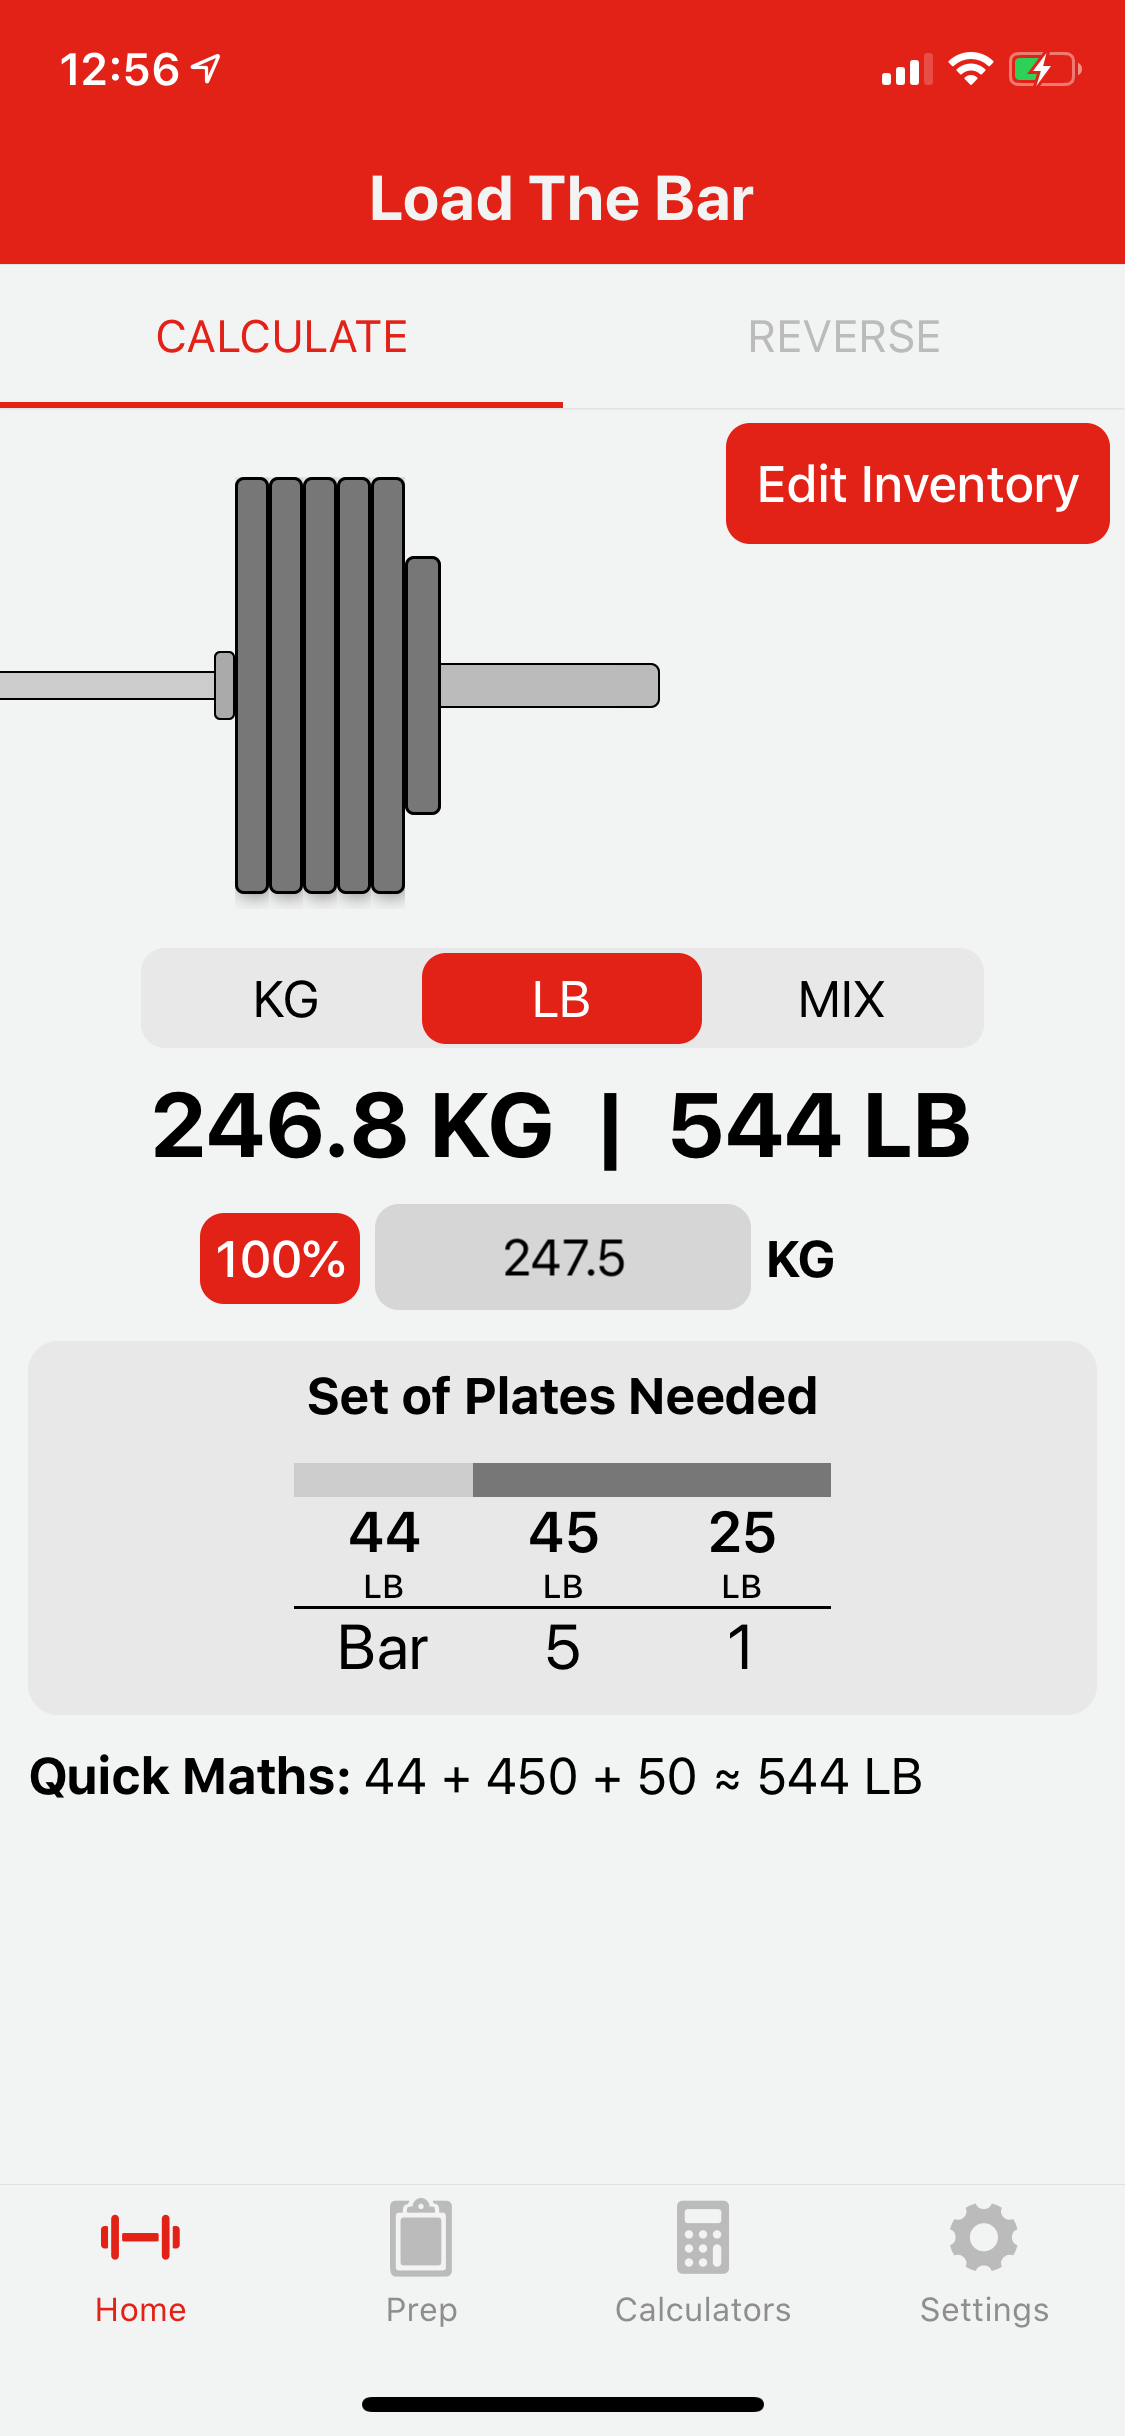 12:56
Load The Bar
CALCULATE REVERSE
Edit Inventory
KG LB MIX
246.8 KG | 544 LB
100% 247.5 KG
Set of Plates Needed
44 45 25
LB LB LB
Bar 5 1
Quick Maths: 44 + 450 + 50 ≈ 544 LB
Home Prep Calculators Settings